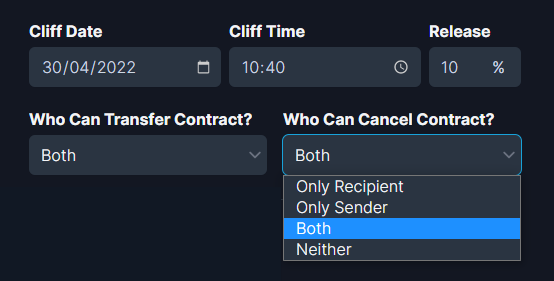 Cliff Date Cliff Time Release
30/04/2022 10:40 10 %
Who Can Transfer Contract? Who Can Cancel Contract?
Both Both
Only Recipient
Only Sender
Both
Neither